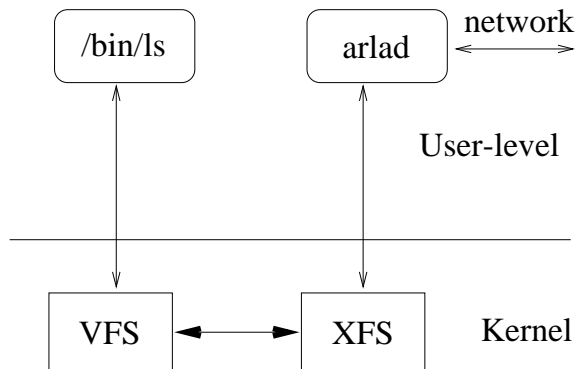 network
/bin/ls
arlad
User-level
VFS
XFS
Kernel